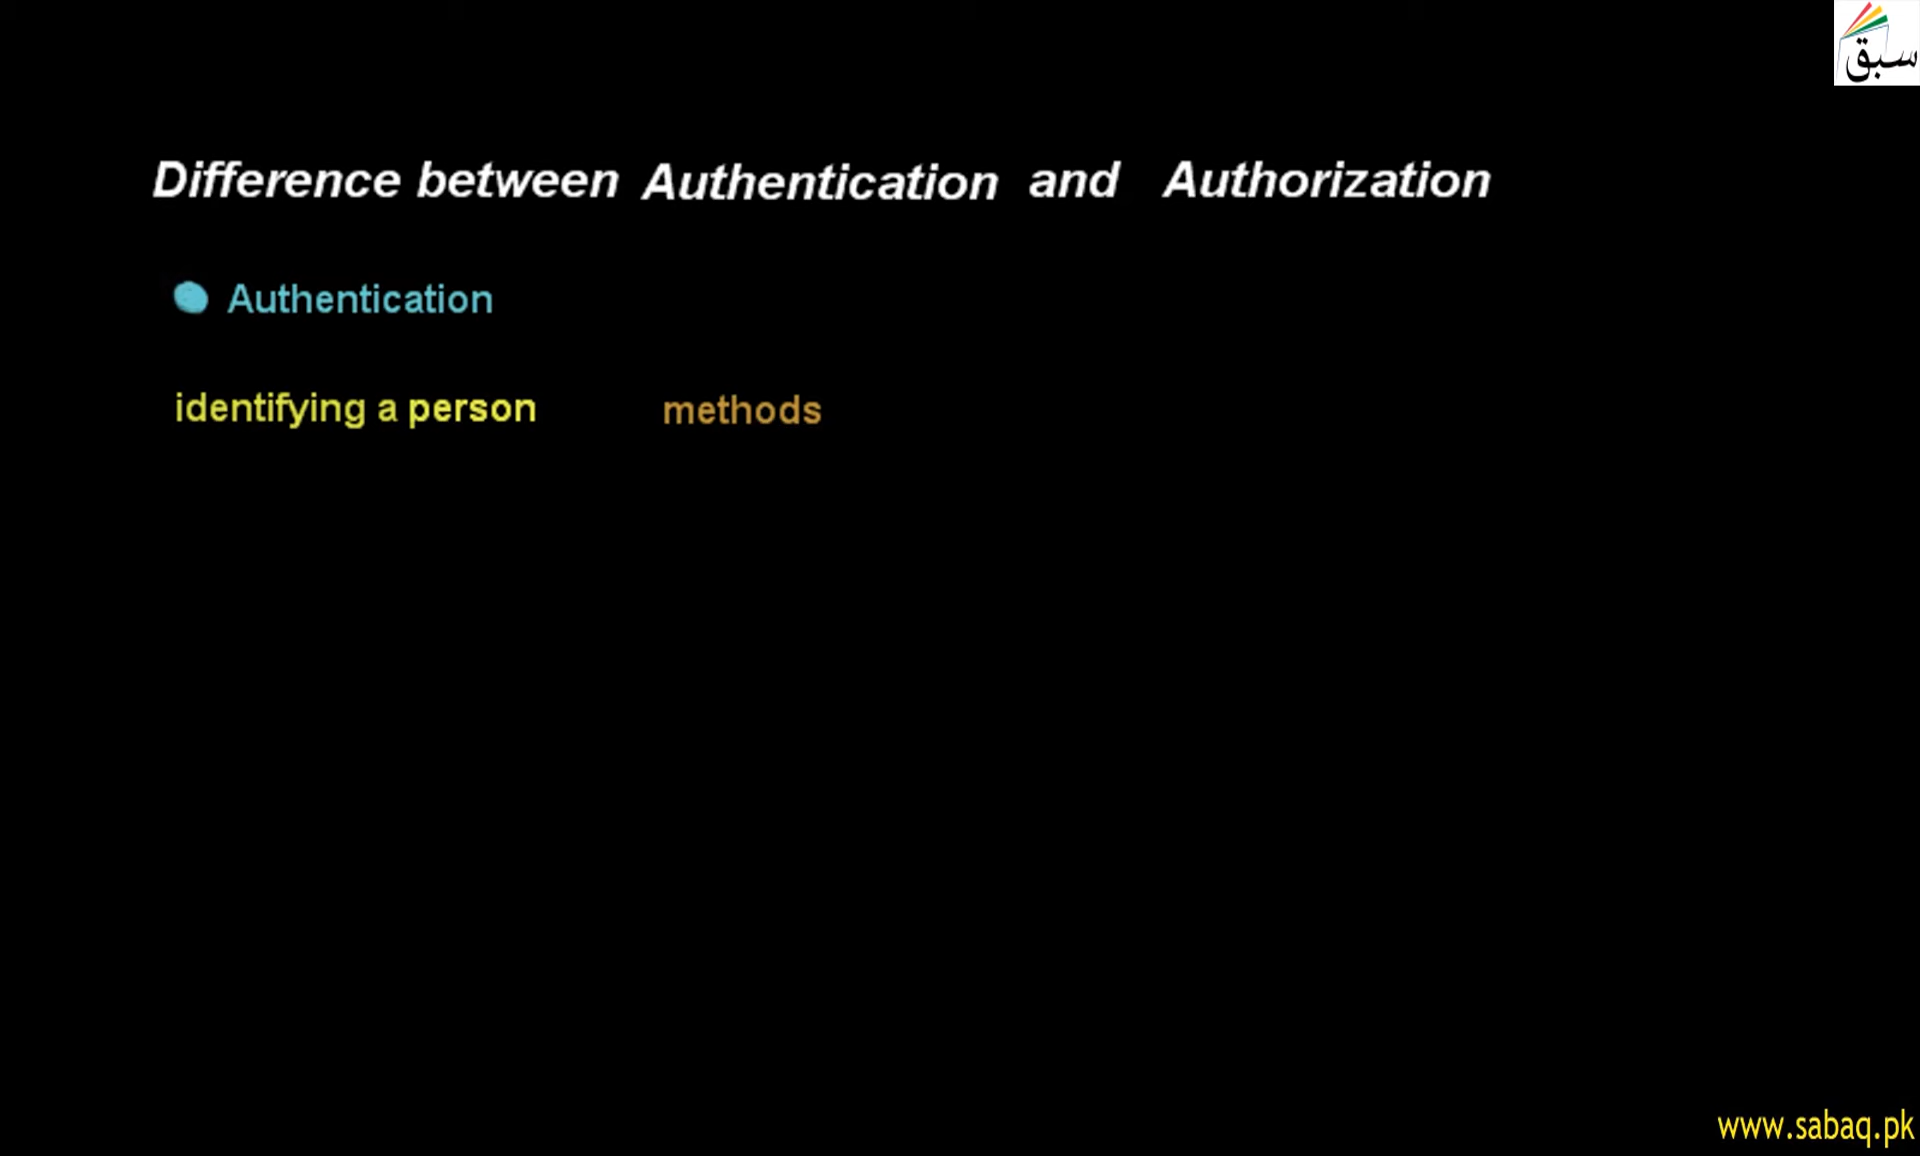 سبق
Difference between Authentication and Authorization
Authentication
identifying a person methods
www.sabaq.pk